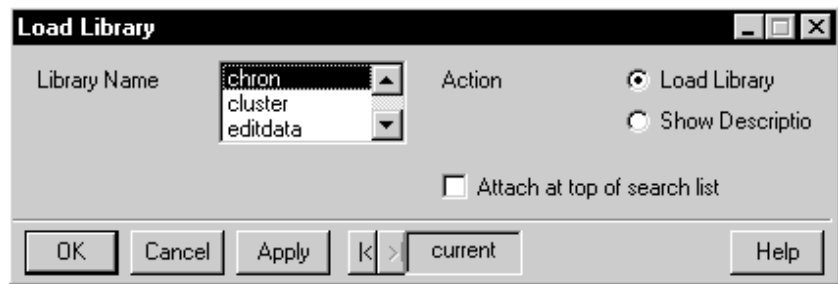 Load Library
Library Name
chron
cluster
editdata
Action
Load Library
Show Descriptio
Attach at top of search list
OK
Cancel
Apply
current
Help